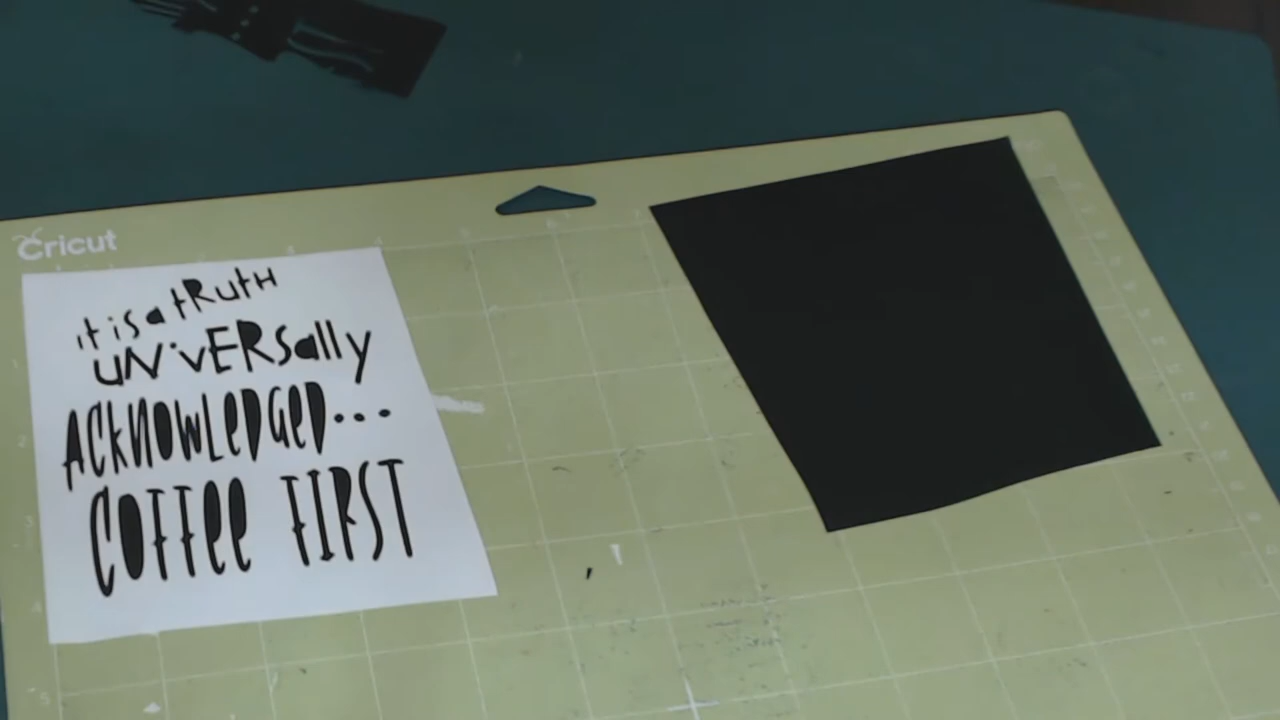 Cricut
it is a tRutH
uNivERsally
ACkNOWLeDGeD...
COffee fIRST